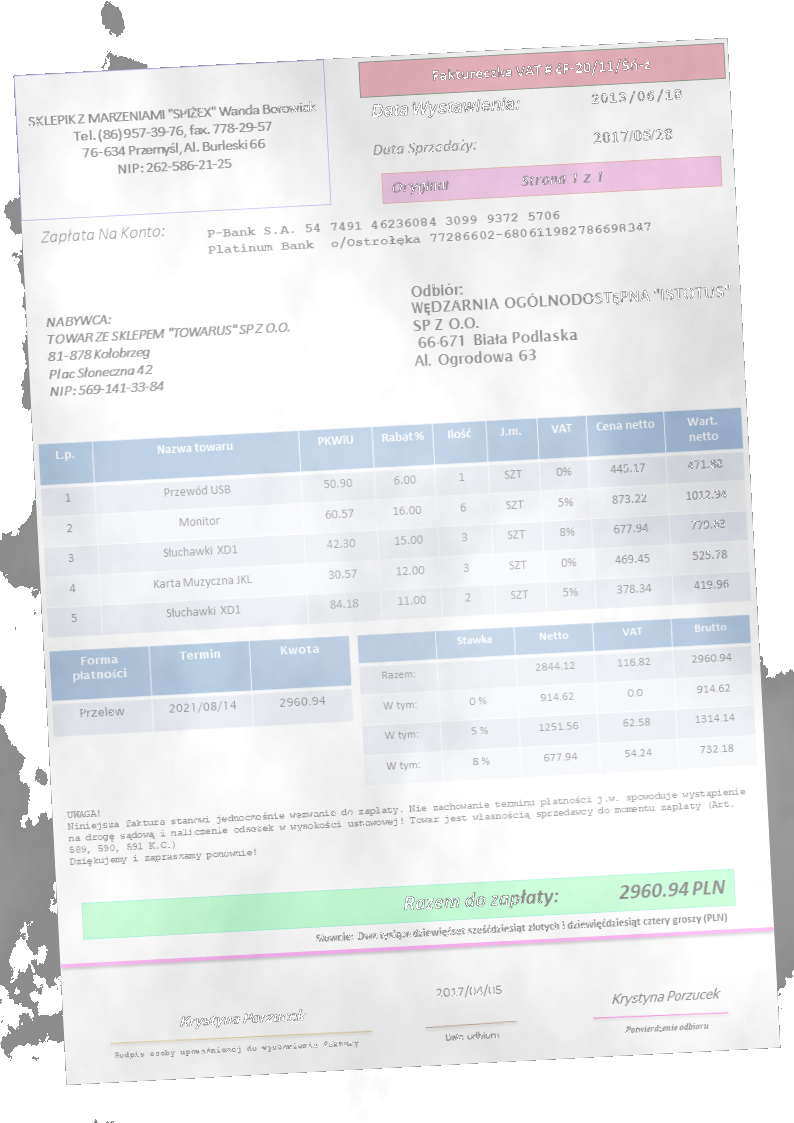 SKLEPIK Z MARZENIAMI "SPIŻEX" Wanda Borowiak
Tel. (86) 957-39-76, fax. 778-29-57
76-634 Przemyśl, Al. Burleski 66
NIP: 262-586-21-25
Faktureczka VAT #
Data Wystawienia: 2013/06/10
Data Sprzedaży: 2017/05/28
Oryginał Strona 1 z 1
Zapłata Na Konto:
P-Bank S.A. 54 7491 46236084 3099 9372 5706
Platinum Bank o/Ostrołęka 77286602-680611982786698347
NABYWCA:
TOWAR ZE SKLEPEM "TOWARUS" SP Z O.O.
81-878 Kołobrzeg
Plac Słoneczna 42
NIP: 569-141-33-84
Odbiór:
WĘDZARNIA OGÓLNODOSTĘPNA "ISTOTUS"
SP Z O.O.
66-671 Biała Podlaska
Al. Ogrodowa 63
L.p. Nazwa towaru PKWiU Rabat % Ilość J.m. VAT Cena netto Wart. netto
1 Przewód USB 50.90 6.00 1 SZT 0% 445.17
2 Monitor 60.57 16.00 6 SZT 5% 873.22 1012.94
3 Słuchawki XD1 42.30 15.00 3 SZT 8% 677.94
4 Karta Muzyczna JKL 30.57 12.00 3 SZT 0% 469.45 525.78
5 Słuchawki XD1 84.18 11.00 2 SZT 5% 378.34 419.96
Forma płatności Termin Kwota
Przelew 2021/08/14 2960.94
Stawka Netto VAT Brutto
Razem: 2844.12 116.82 2960.94
W tym: 0 % 914.62 0.0 914.62
W tym: 5 % 1251.56 62.58 1314.14
W tym: 8 % 677.94 54.24 732.18
UWAGA!
Niniejsza faktura stanowi jednocześnie wezwanie do zapłaty. Nie zachowanie terminu płatności j.w. spowoduje wystąpienie
na drogę sądową i naliczenie odsetek w wysokości ustawowej! Towar jest własnością sprzedawcy do momentu zapłaty (Art.
589, 590, 591 K.C.)
Dziękujemy i zapraszamy ponownie!
Razem do zapłaty: 2960.94 PLN
Słownie: Dwa tysiące dziewięćset sześćdziesiąt złotych i dziewięćdziesiąt cztery groszy (PLN)
Krystyna Porzucek
Podpis osoby upoważnionej do wystawienia faktury
2017/04/05
Data odbioru
Krystyna Porzucek
Potwierdzenie odbioru